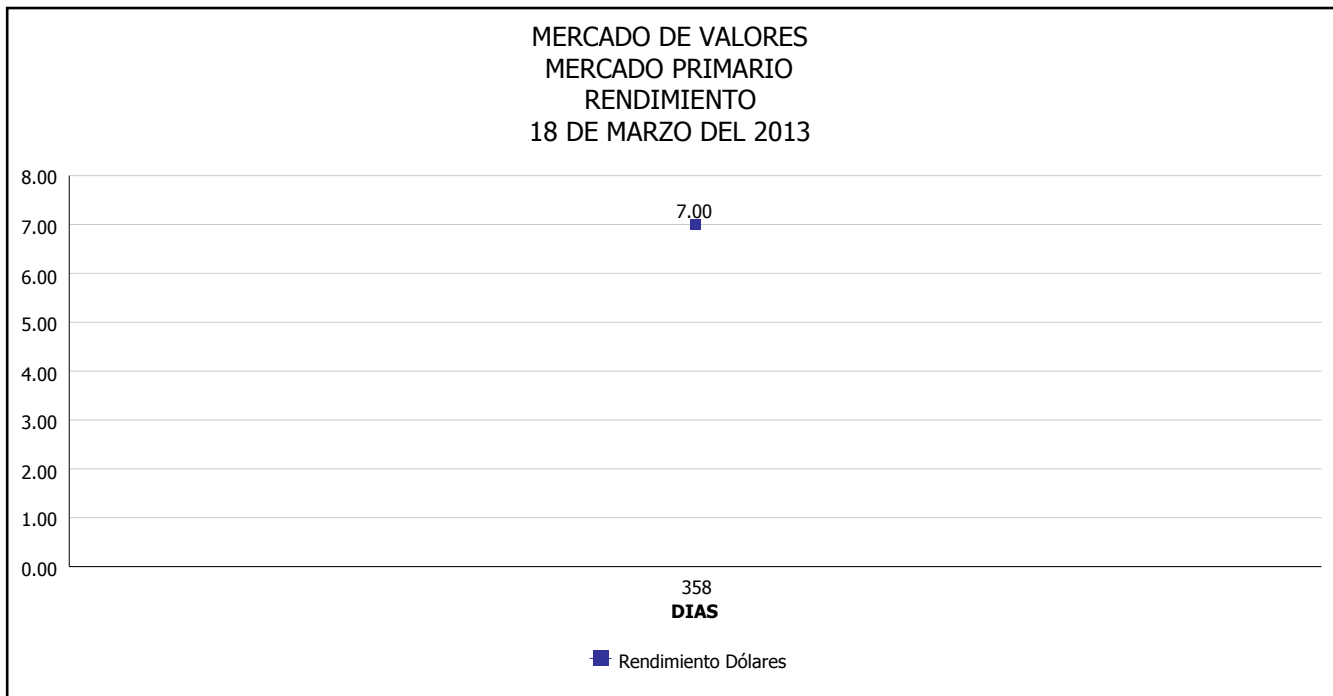 MERCADO DE VALORES
MERCADO PRIMARIO
RENDIMIENTO
18 DE MARZO DEL 2013
8.00
7.00
7.00
6.00
5.00
4.00
3.00
2.00
1.00
0.00
358
DIAS
Rendimiento Dólares